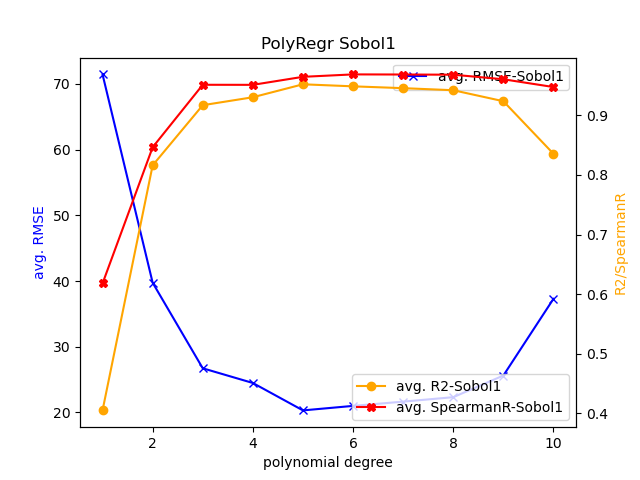 PolyRegr Sobol1
avg. RMSE-Sobol1
70
60
50
40
30
20
avg. RMSE
0.9
0.8
0.7
0.6
0.5
0.4
R2/SpearmanR
avg. R2-Sobol1
avg. SpearmanR-Sobol1
2 4 6 8 10
polynomial degree